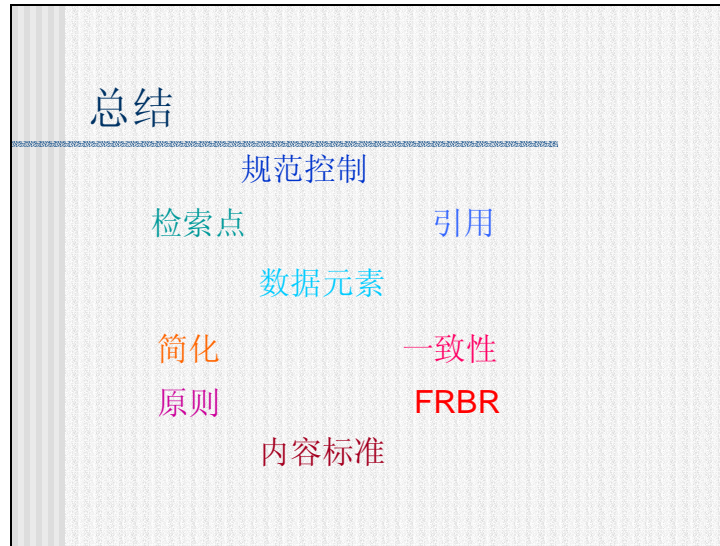 总结
规范控制
检索点 引用
数据元素
简化 一致性
原则 FRBR
内容标准